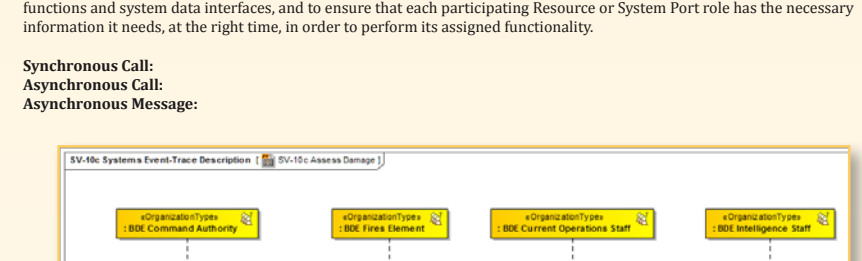 functions and system data interfaces, and to ensure that each participating Resource or System Port role has the necessary
information it needs, at the right time, in order to perform its assigned functionality.
Synchronous Call:
Asynchronous Call:
Asynchronous Message:
SV-10c Systems Event-Trace Description [ SV-10c Assess Damage ]
«OrganizationType» «OrganizationType» «OrganizationType» «OrganizationType»
: BDE Command Authority : BDE Fires Element : BDE Current Operations Staff : BDE Intelligence Staff